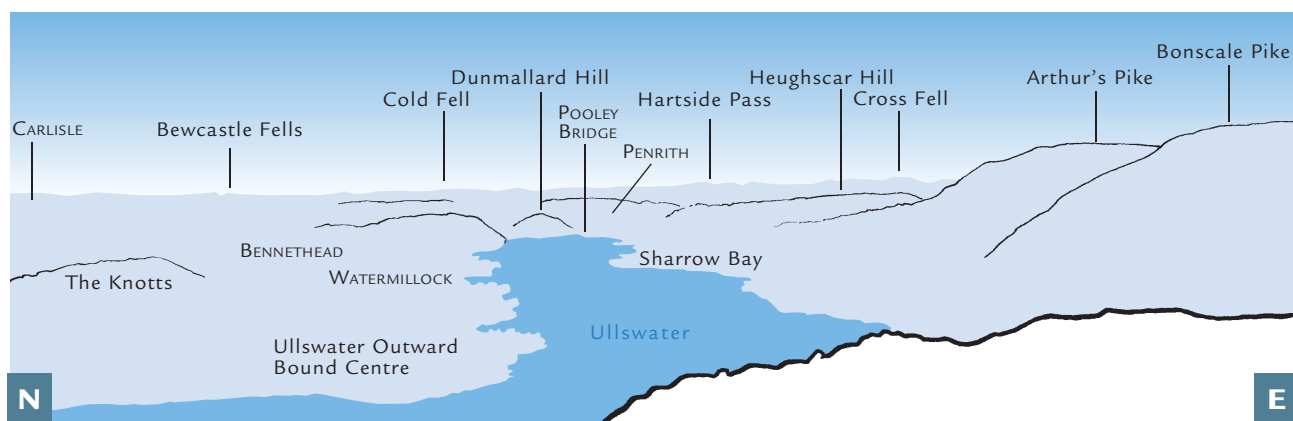 Bonscale Pike
Dunmallard Hill
Heughscar Hill
Arthur's Pike
Cold Fell
Hartside Pass
Cross Fell
Pooley
Bridge
Carlisle
Bewcastle Fells
Penrith
Bennethead
Sharrow Bay
The Knotts
Watermillock
Ullswater
Ullswater Outward
Bound Centre
N
E